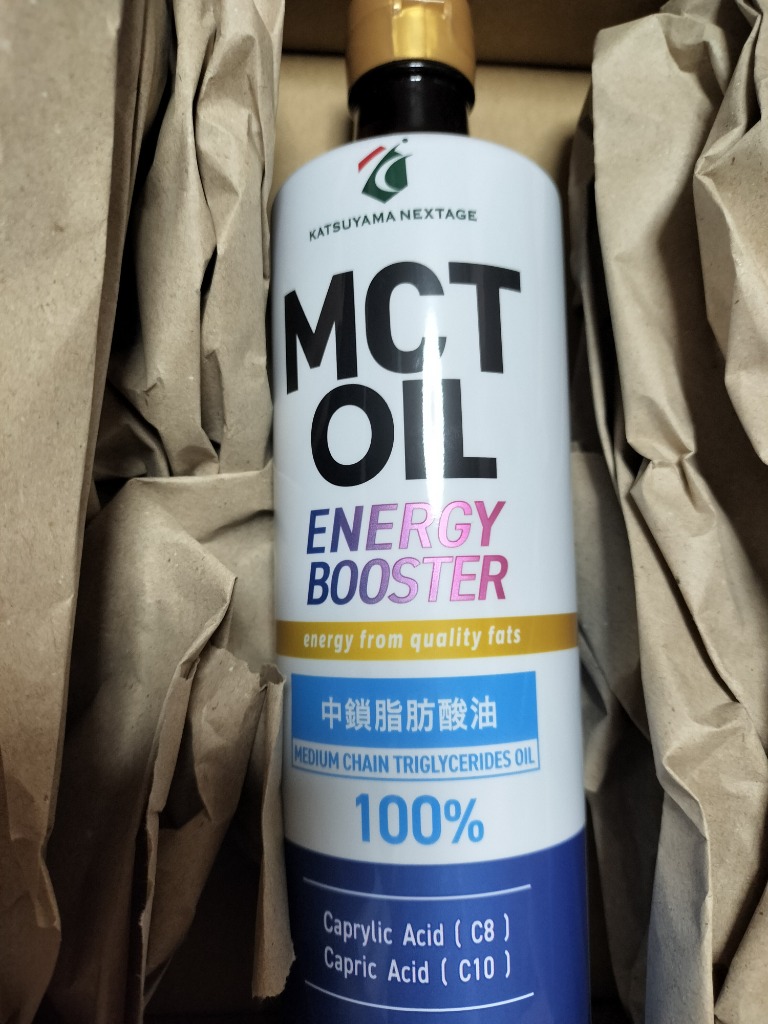 KATSUYAMA NEXTAGE
MCT
OIL
ENERGY
BOOSTER
energy from quality fats
中鎖脂肪酸油
MEDIUM CHAIN TRIGLYCERIDES OIL
100%
Caprylic Acid ( C8 )
Capric Acid ( C10 )